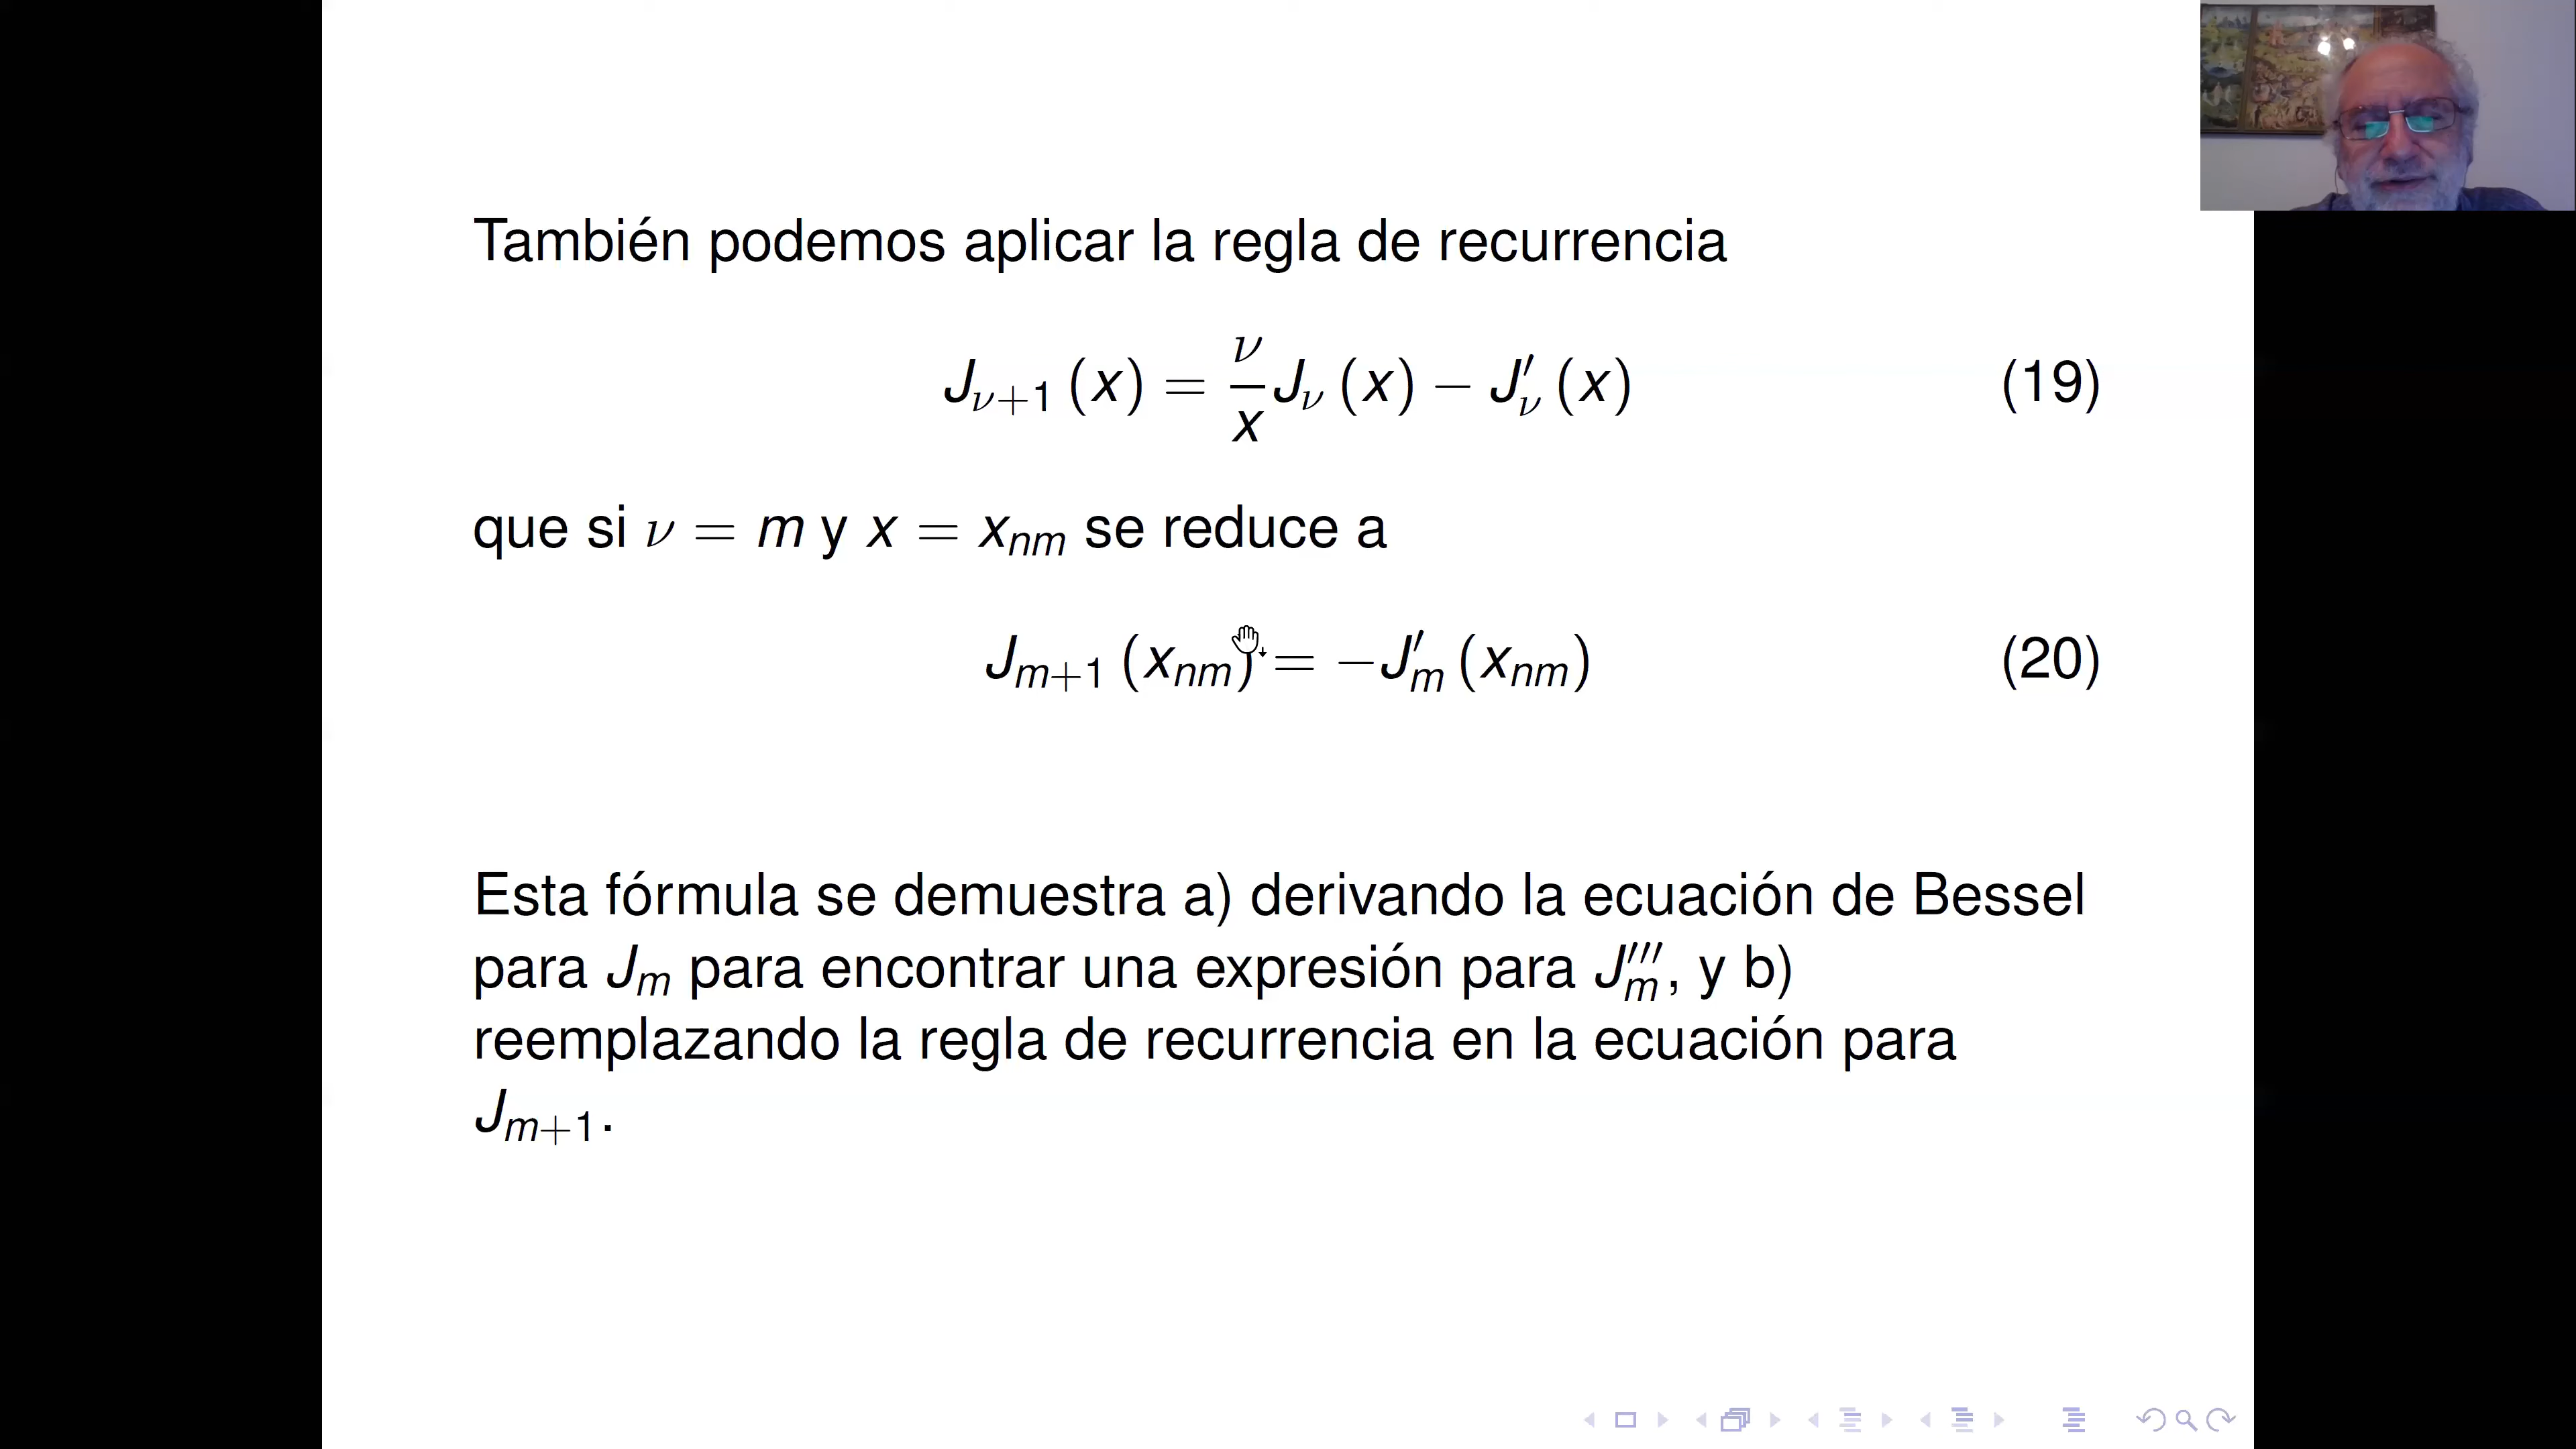 También podemos aplicar la regla de recurrencia
J_{ν+1} (x) = \frac{ν}{x} J_ν (x) − J′_ν (x) (19)
que si ν = m y x = x_{nm} se reduce a
J_{m+1} (x_{nm}) = −J′_m (x_{nm}) (20)
Esta fórmula se demuestra a) derivando la ecuación de Bessel
para J_m para encontrar una expresión para J‴_m, y b)
reemplazando la regla de recurrencia en la ecuación para
J_{m+1}.